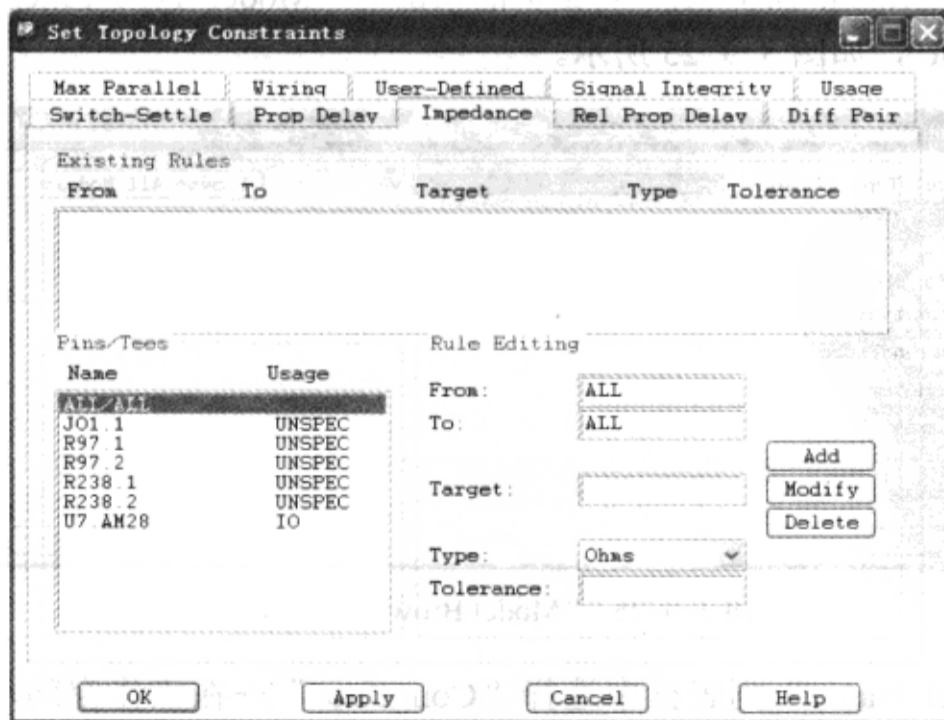 Set Topology Constraints
Max Parallel Wiring User-Defined Signal Integrity Usage
Switch-Settle Prop Delay Impedance Rel Prop Delay Diff Pair
Existing Rules
From To Target Type Tolerance
Pins/Tees
Name Usage
ALL/ALL
J01.1 UNSPEC
R97.1 UNSPEC
R97.2 UNSPEC
R238.1 UNSPEC
R238.2 UNSPEC
U7.AM28 IO
Rule Editing
From: ALL
To: ALL
Target:
Type: Ohms
Tolerance:
Add
Modify
Delete
OK Apply Cancel Help